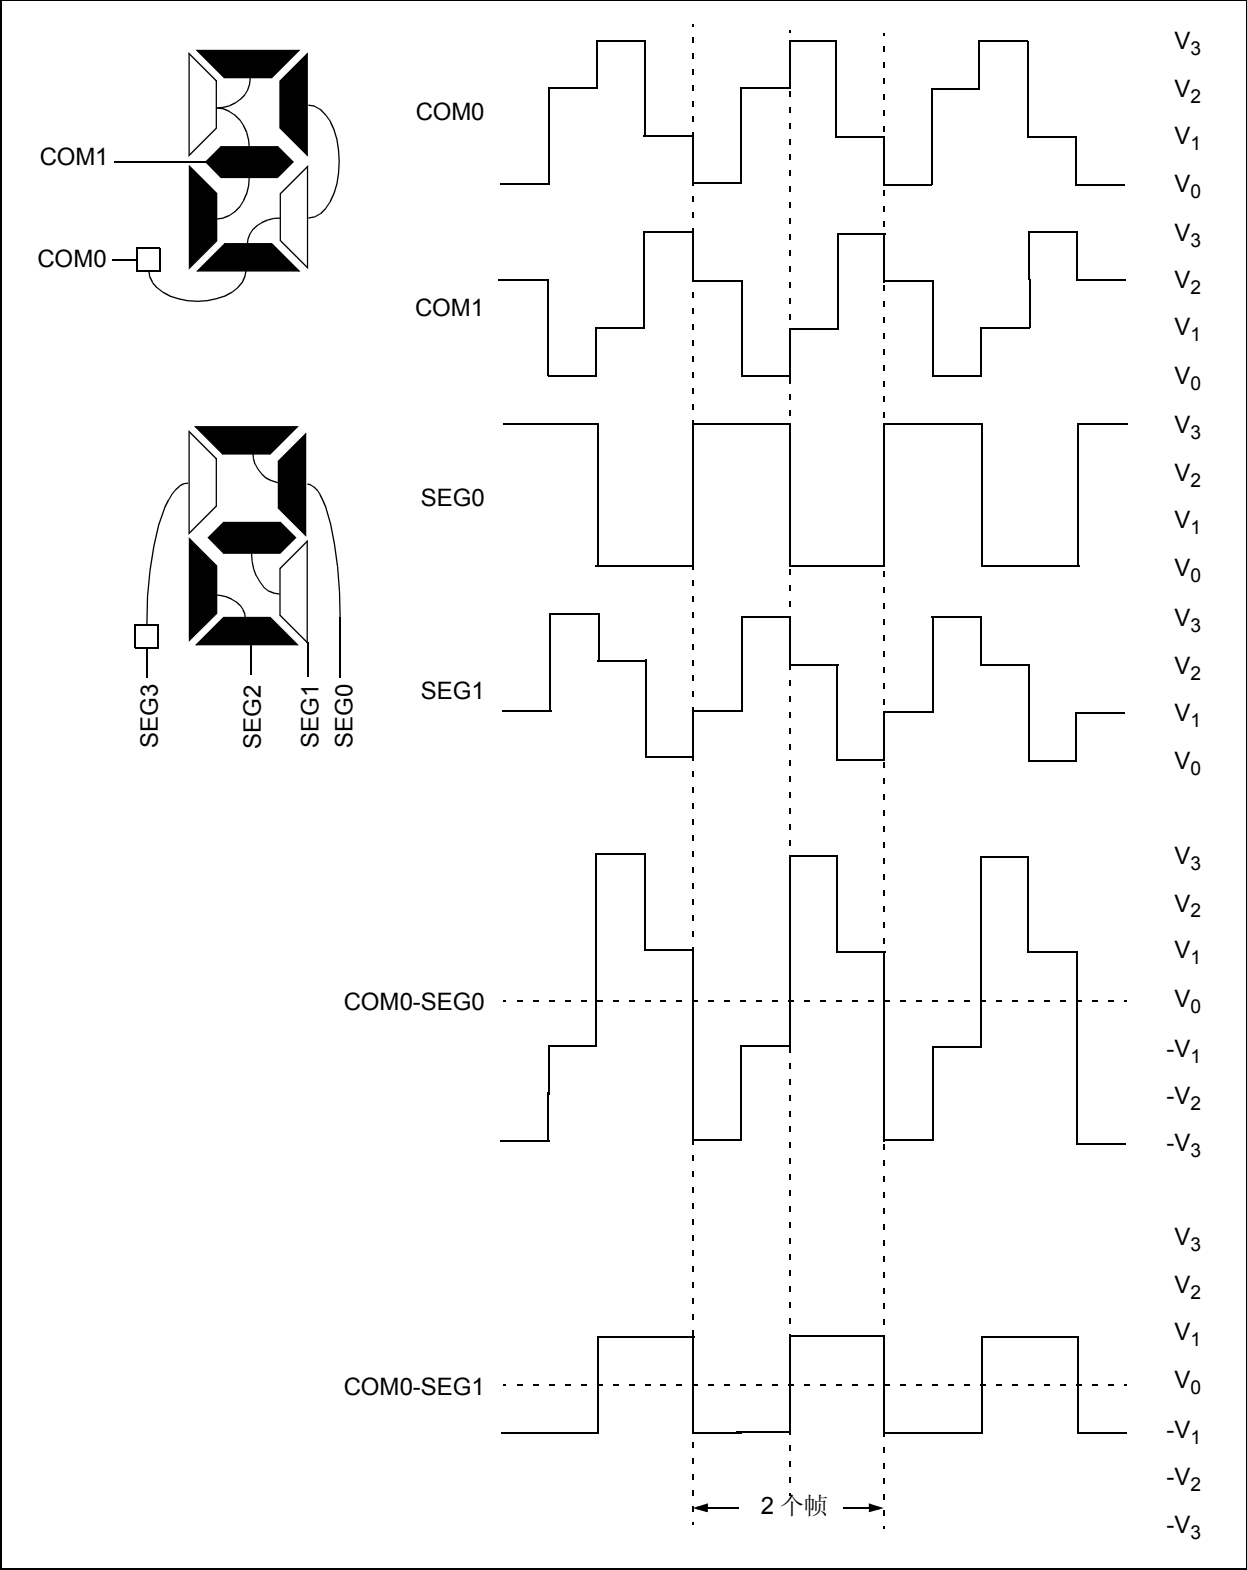 COM1
COM0
SEG3
SEG2
SEG1
SEG0
COM0
V3
V2
V1
V0
COM1
V3
V2
V1
V0
SEG0
V3
V2
V1
V0
SEG1
V3
V2
V1
V0
COM0-SEG0
V3
V2
V1
V0
-V1
-V2
-V3
COM0-SEG1
V3
V2
V1
V0
-V1
-V2
-V3
2 个帧